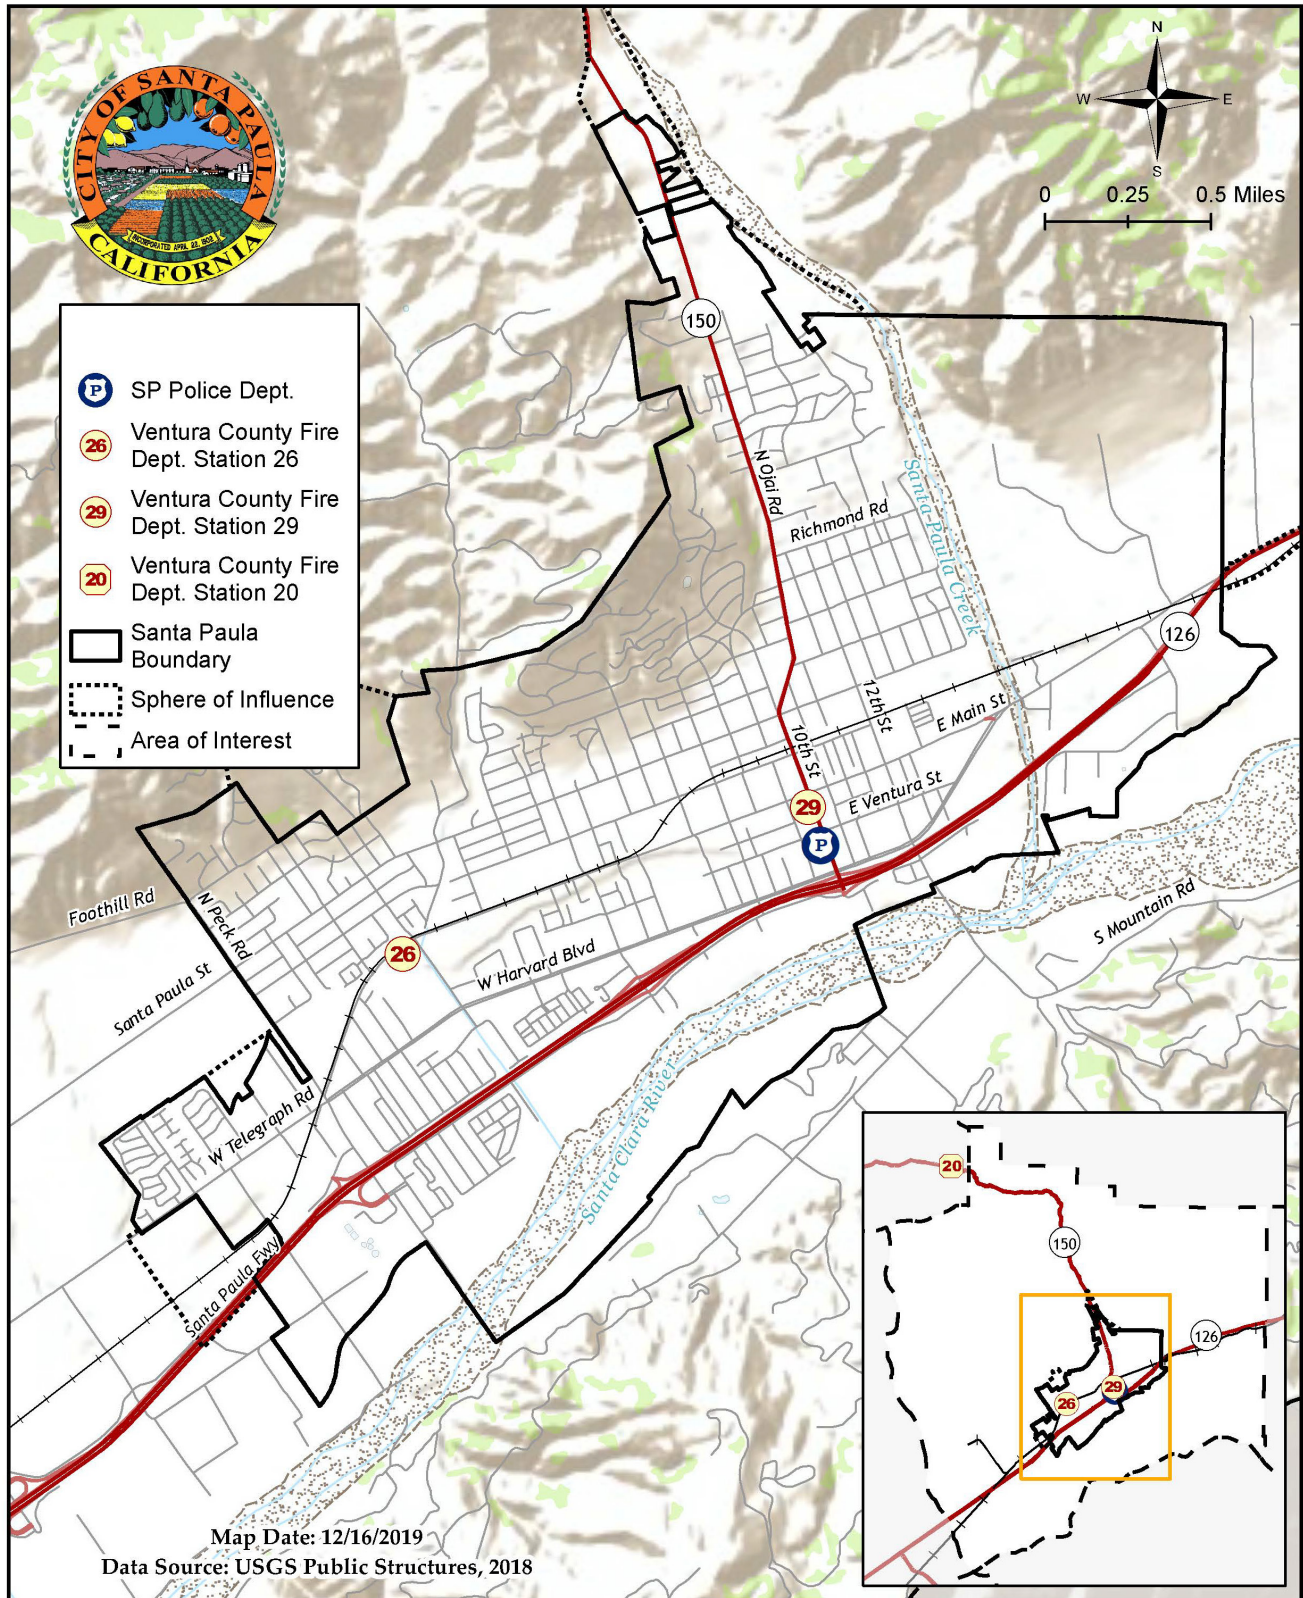 CITY OF SANTA PAULA
INCORPORATED APRIL 22, 1902
CALIFORNIA
N
W
E
S
0 0.25 0.5 Miles
P SP Police Dept.
26 Ventura County Fire
Dept. Station 26
29 Ventura County Fire
Dept. Station 29
20 Ventura County Fire
Dept. Station 20
Santa Paula
Boundary
Sphere of Influence
Area of Interest
150
N Ojai Rd
Richmond Rd
Santa Paula Creek
126
12th St
E Main St
10th St
E Ventura St
29
P
Foothill Rd
N Peck Rd
S Mountain Rd
26
W Harvard Blvd
Santa Paula St
W Telegraph Rd
Santa Clara River
Santa Paula Fwy
20
150
126
29
26
Map Date: 12/16/2019
Data Source: USGS Public Structures, 2018